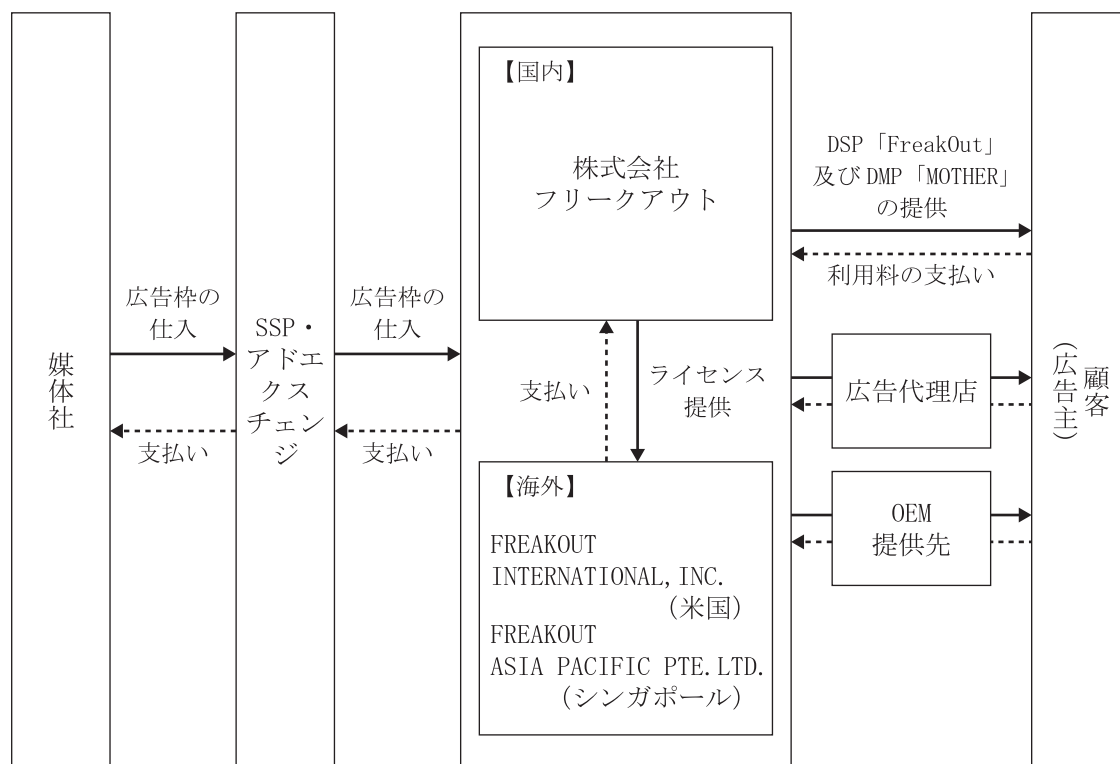 媒体社
広告枠の
仕入
支払い
SSP・
アドエ
クス
チェン
ジ
広告枠の
仕入
支払い
【国内】
株式会社
フリークアウト
支払い
ライセンス
提供
【海外】
FREAKOUT
INTERNATIONAL,INC.
（米国）
FREAKOUT
ASIA PACIFIC PTE.LTD.
（シンガポール）
DSP「FreakOut」
及びDMP「MOTHER」
の提供
利用料の支払い
広告代理店
OEM
提供先
顧客
(広告主)